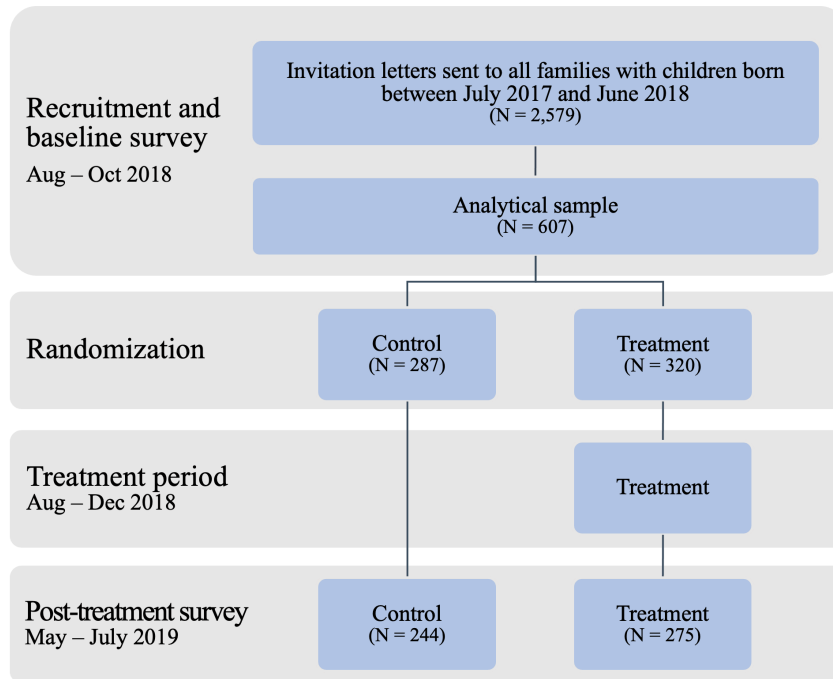 Recruitment and
baseline survey
Aug – Oct 2018
Invitation letters sent to all families with children born
between July 2017 and June 2018
(N = 2,579)
Analytical sample
(N = 607)
Randomization
Control
(N = 287)
Treatment
(N = 320)
Treatment period
Aug – Dec 2018
Treatment
Post-treatment survey
May – July 2019
Control
(N = 244)
Treatment
(N = 275)